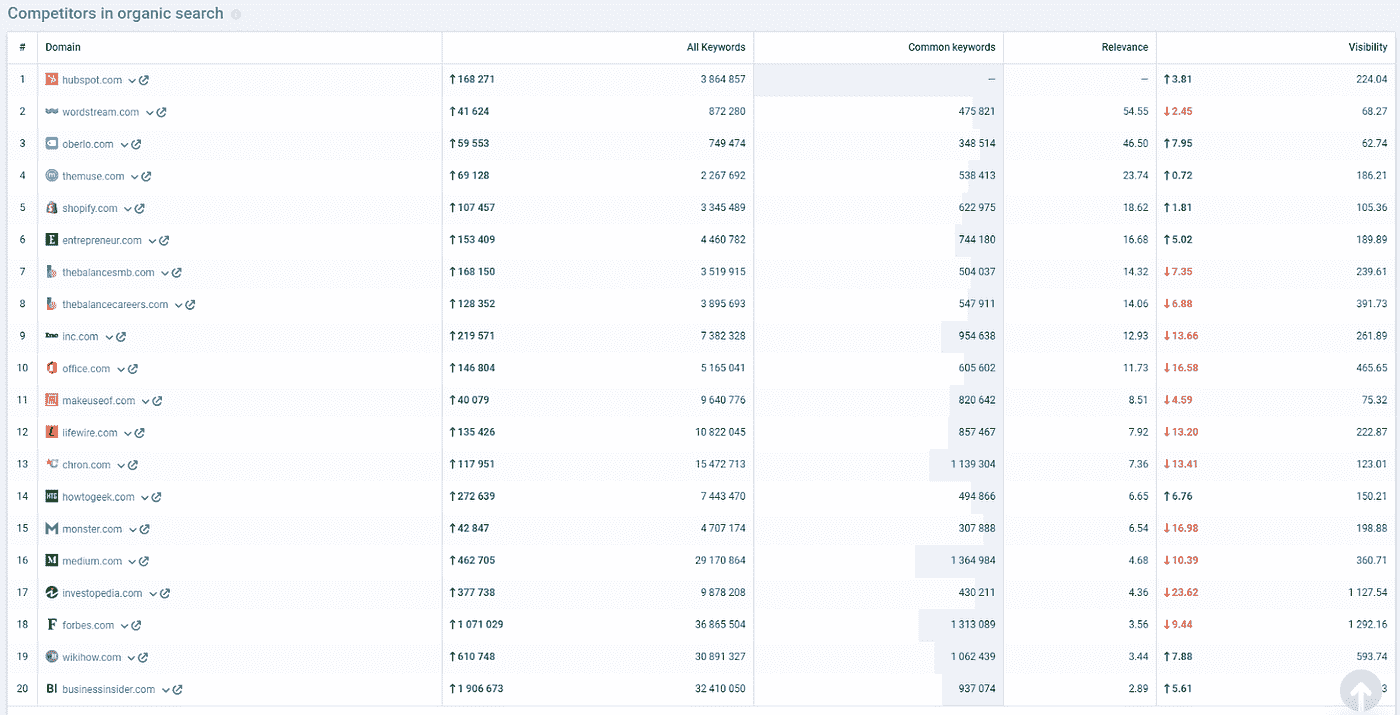 Competitors in organic search
# Domain All Keywords Common keywords Relevance Visibility
1 hubspot.com ↑168 271 3 864 857 — — ↑3.81 224.04
2 wordstream.com ↑41 624 872 280 475 821 54.55 ↓2.45 68.27
3 oberlo.com ↑59 553 749 474 348 514 46.50 ↑7.95 62.74
4 themuse.com ↑69 128 2 267 692 538 413 23.74 ↑0.72 186.21
5 shopify.com ↑107 457 3 345 489 622 975 18.62 ↑1.81 105.36
6 E entrepreneur.com ↑153 409 4 460 782 744 180 16.68 ↑5.02 189.89
7 thebalancesmb.com ↑168 150 3 519 915 504 037 14.32 ↓7.35 239.61
8 thebalancecareers.com ↑128 352 3 895 693 547 911 14.06 ↓6.88 391.73
9 Inc. inc.com ↑219 571 7 382 328 954 638 12.93 ↓13.66 261.89
10 office.com ↑146 804 5 165 041 605 602 11.73 ↓16.58 465.65
11 makeuseof.com ↑40 079 9 640 776 820 642 8.51 ↓4.59 75.32
12 L lifewire.com ↑135 426 10 822 045 857 467 7.92 ↓13.20 222.87
13 C chron.com ↑117 951 15 472 713 1 139 304 7.36 ↓13.41 123.01
14 HTG howtogeek.com ↑272 639 7 443 470 494 866 6.65 ↑6.76 150.21
15 M monster.com ↑42 847 4 707 174 307 888 6.54 ↓16.98 198.88
16 M medium.com ↑462 705 29 170 864 1 364 984 4.68 ↓10.39 360.71
17 investopedia.com ↑377 738 9 878 208 430 211 4.36 ↓23.62 1 127.54
18 F forbes.com ↑1 071 029 36 865 504 1 313 089 3.56 ↓9.44 1 292.16
19 wikihow.com ↑610 748 30 891 327 1 062 439 3.44 ↑7.88 593.74
20 BI businessinsider.com ↑1 906 673 32 410 050 937 074 2.89 ↑5.61